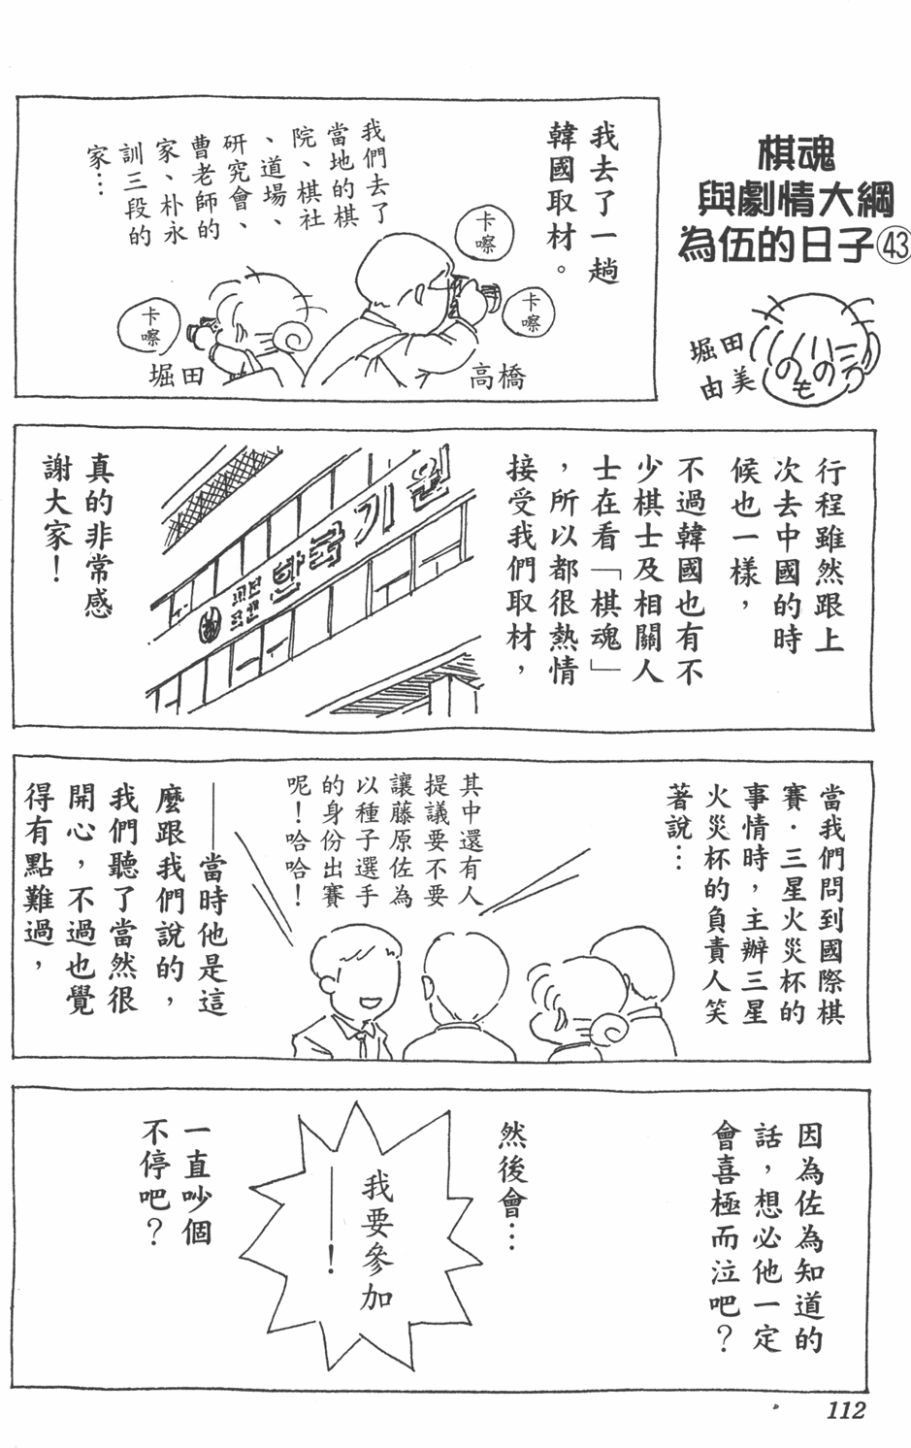 棋魂
與劇情大綱
為伍的日子㊸
堀田
由美
我去了一趟
韓國取材。
我們去了
當地的棋
院、棋社
、道場、
研究會、
曹老師的
家、朴永
訓三段的
家…
卡嚓
卡嚓
卡嚓
高橋
堀田
行程雖然跟上
次去中國的時
候也一樣，
不過韓國也有不
少棋士及相關人
士在看「棋魂」
，所以都很熱情
接受我們取材，
한국기원
真的非常感
謝大家！
當我們問到國際棋
賽．三星火災杯的
事情時，主辦三星
火災杯的負責人笑
著說…
其中還有人
提議要不要
讓藤原佐為
以種子選手
的身份出賽
呢！哈哈！
——當時他是這
麼跟我們說的，
我們聽了當然很
開心，不過也覺
得有點難過，
因為佐為知道的
話，想必他一定
會喜極而泣吧？
然後會…
我要參加
——！
一直吵個
不停吧？
112